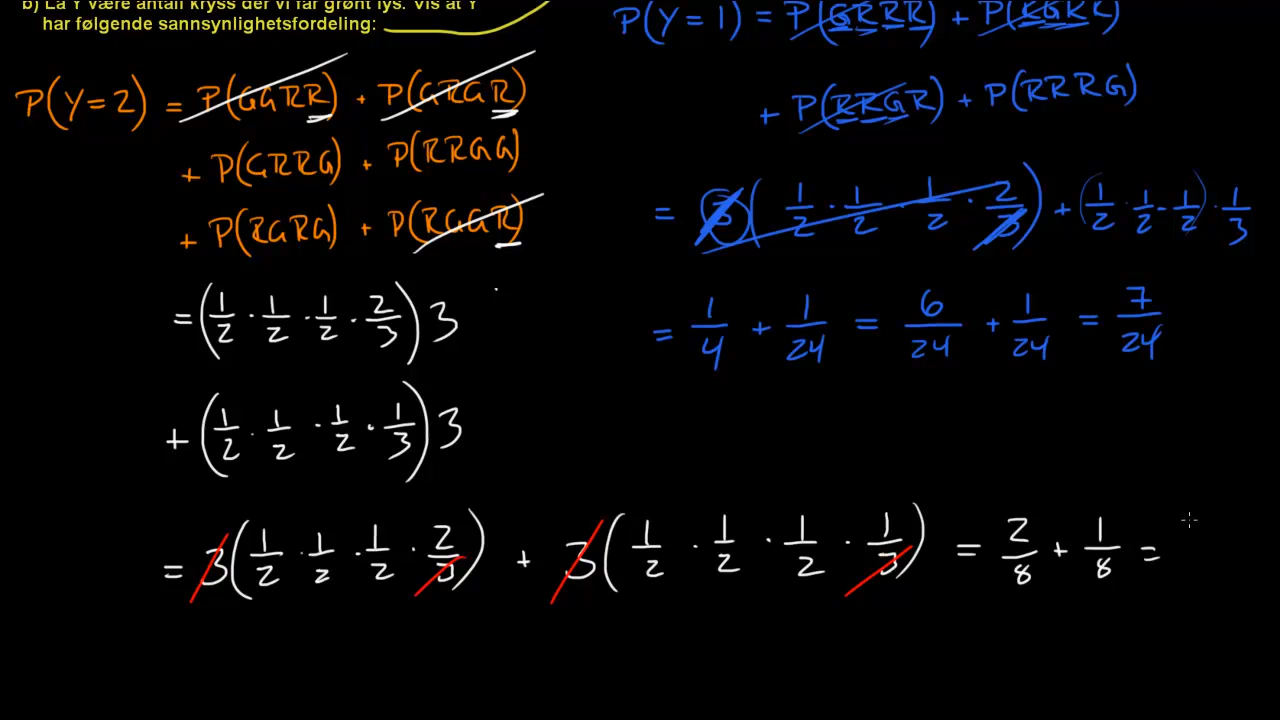 b) La Y være antall kryss der vi får grønt lys. Vis at Y
har følgende sannsynlighetsfordeling:
P(Y=2) = P(GGRR) + P(GRGR)
+ P(GRRG) + P(RRGG)
+ P(RGRG) + P(RGGR)
= (1/2 · 1/2 · 1/2 · 2/3) 3
+ (1/2 · 1/2 · 1/2 · 1/3) 3
= 3(1/2 · 1/2 · 1/2 · 2/3) + 3(1/2 · 1/2 · 1/2 · 1/3) = 2/8 + 1/8 =
P(Y=1) = P(GRRR) + P(RGRR)
+ P(RRGR) + P(RRRG)
= 3(1/2 · 1/2 · 1/2 · 2/3) + (1/2 · 1/2 · 1/2) · 1/3
= 1/4 + 1/24 = 6/24 + 1/24 = 7/24